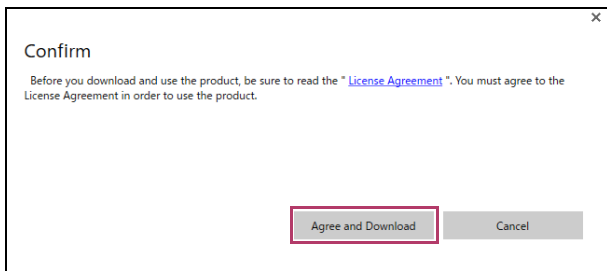 Confirm
Before you download and use the product, be sure to read the " License Agreement ". You must agree to the
License Agreement in order to use the product.
Agree and Download
Cancel